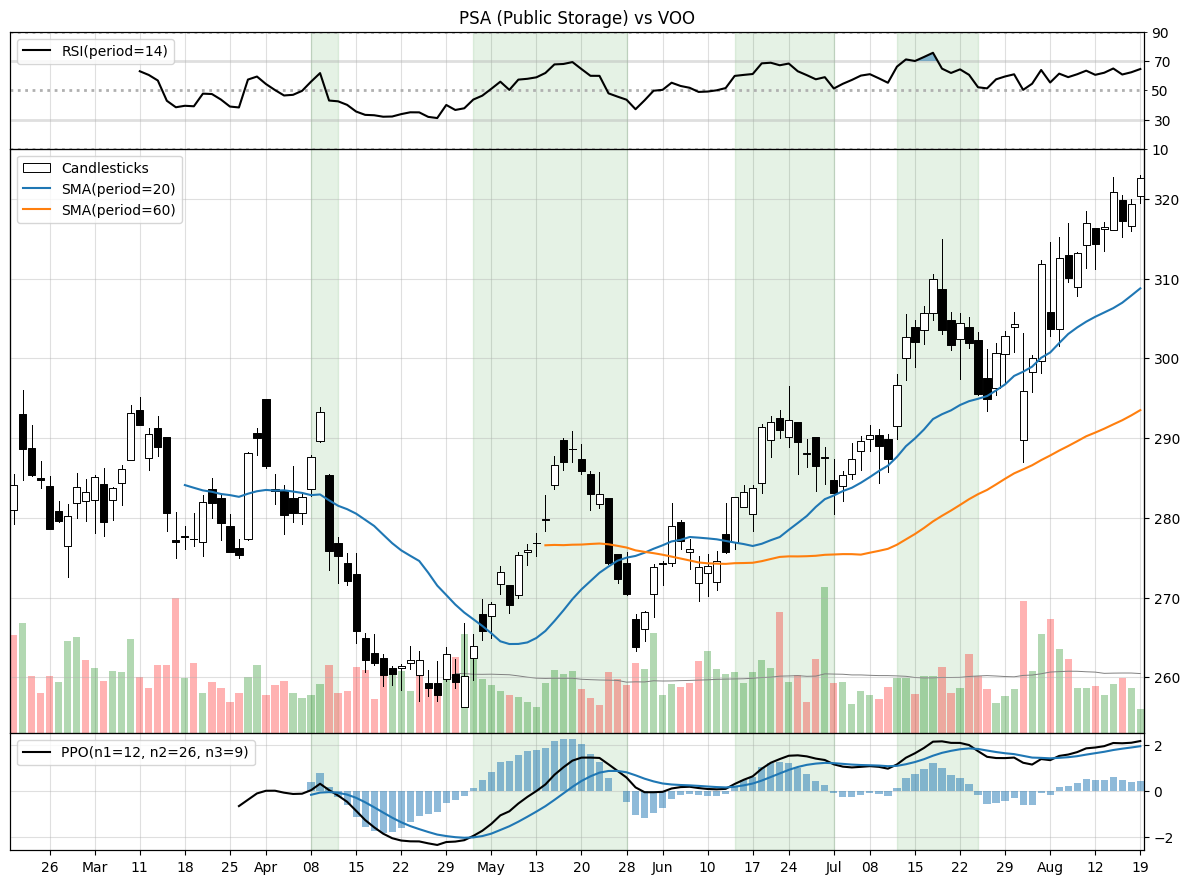 PSA (Public Storage) vs VOO
RSI(period=14)
90
70
50
30
10
Candlesticks
SMA(period=20)
SMA(period=60)
320
310
300
290
280
270
260
PPO(n1=12, n2=26, n3=9)
2
0
−2
26 Mar 11 18 25 Apr 08 15 22 29 May 13 20 28 Jun 10 17 24 Jul 08 15 22 29 Aug 12 19